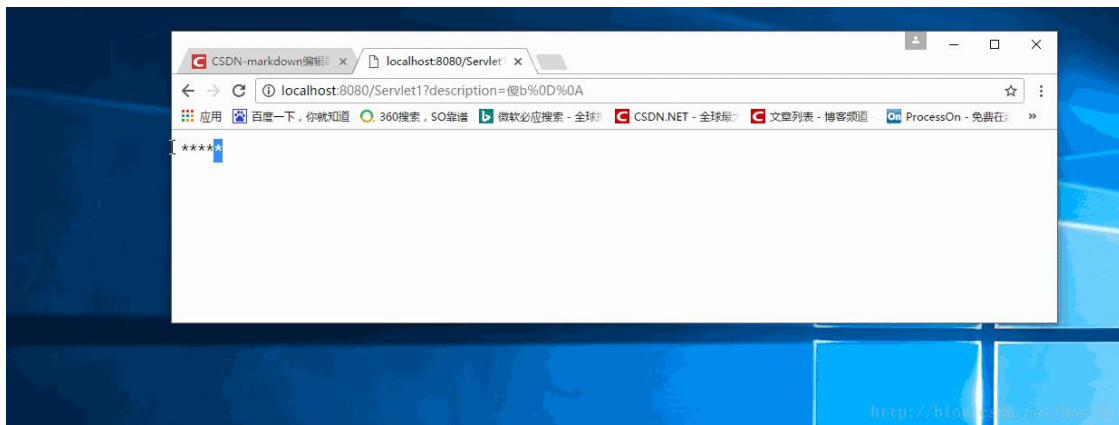 CSDN-markdown编辑
localhost:8080/Servlet
localhost:8080/Servlet1?description=傻b%0D%0A
应用 百度一下，你就知道 360搜索，SO靠谱 微软必应搜索 - 全球 CSDN.NET - 全球最 文章列表 - 博客频道 ProcessOn - 免费在 »
*****